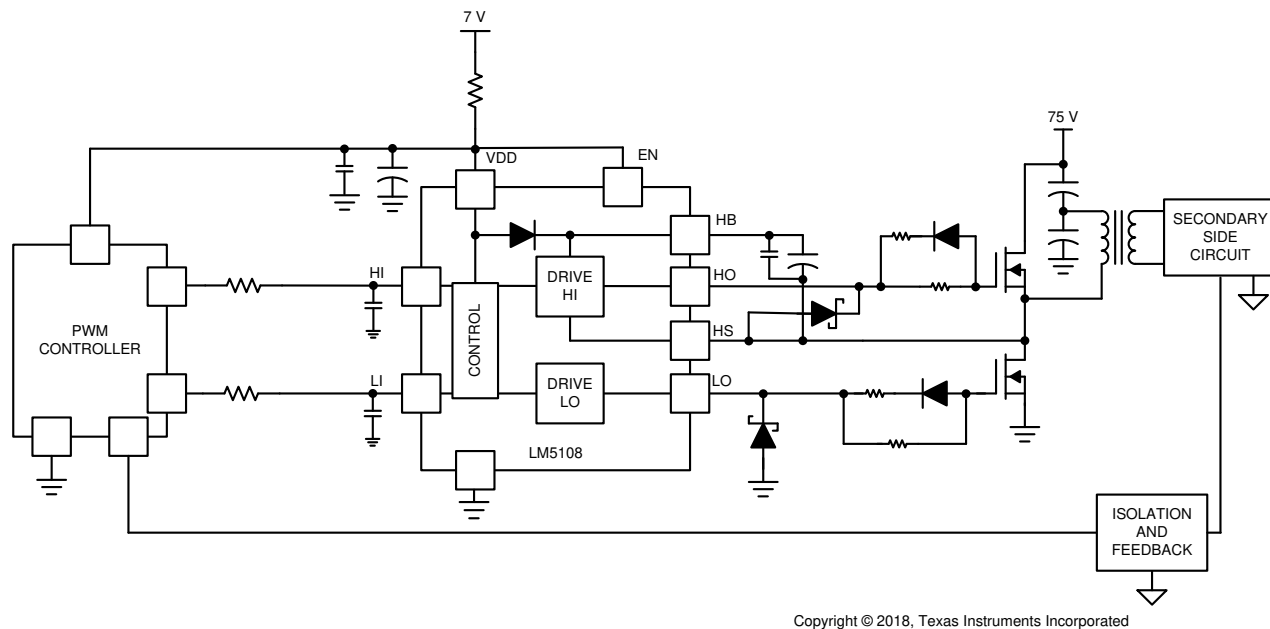 7 V
75 V
VDD
EN
HB
SECONDARY
SIDE
CIRCUIT
HI
DRIVE
HI
HO
PWM
CONTROLLER
CONTROL
HS
LI
DRIVE
LO
LO
LM5108
ISOLATION
AND
FEEDBACK
Copyright © 2018, Texas Instruments Incorporated